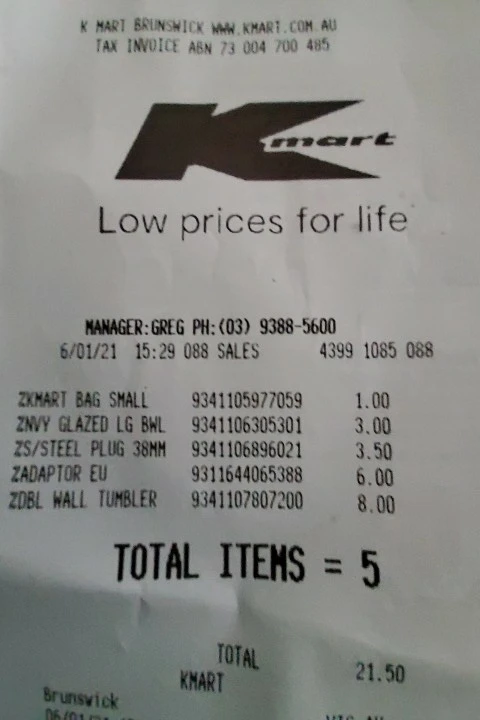 K MART BRUNSWICK WWW.KMART.COM.AU
TAX INVOICE ABN 73 004 700 485
Kmart
Low prices for life
MANAGER:GREG PH:(03) 9388-5600
6/01/21 15:29 088 SALES 4399 1085 088
ZKMART BAG SMALL 9341105977059 1.00
ZNVY GLAZED LG BWL 9341106305301 3.00
ZS/STEEL PLUG 38MM 9341106896021 3.50
ZADAPTOR EU 9311644065388 6.00
ZDBL WALL TUMBLER 9341107807200 8.00
TOTAL ITEMS = 5
TOTAL 21.50
KMART
Brunswick